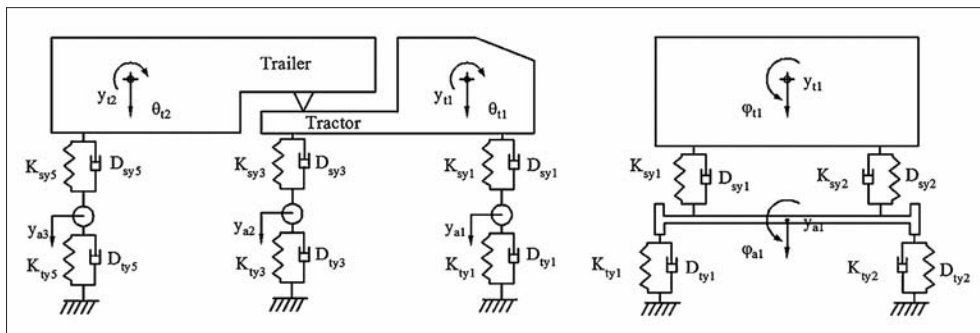 Trailer
y_t2
θ_t2
Tractor
y_t1
θ_t1
K_sy5
D_sy5
K_sy3
D_sy3
K_sy1
D_sy1
y_a3
y_a2
y_a1
K_ty5
D_ty5
K_ty3
D_ty3
K_ty1
D_ty1
φ_t1
y_t1
K_sy1
D_sy1
K_sy2
D_sy2
y_a1
φ_a1
K_ty1
D_ty1
K_ty2
D_ty2